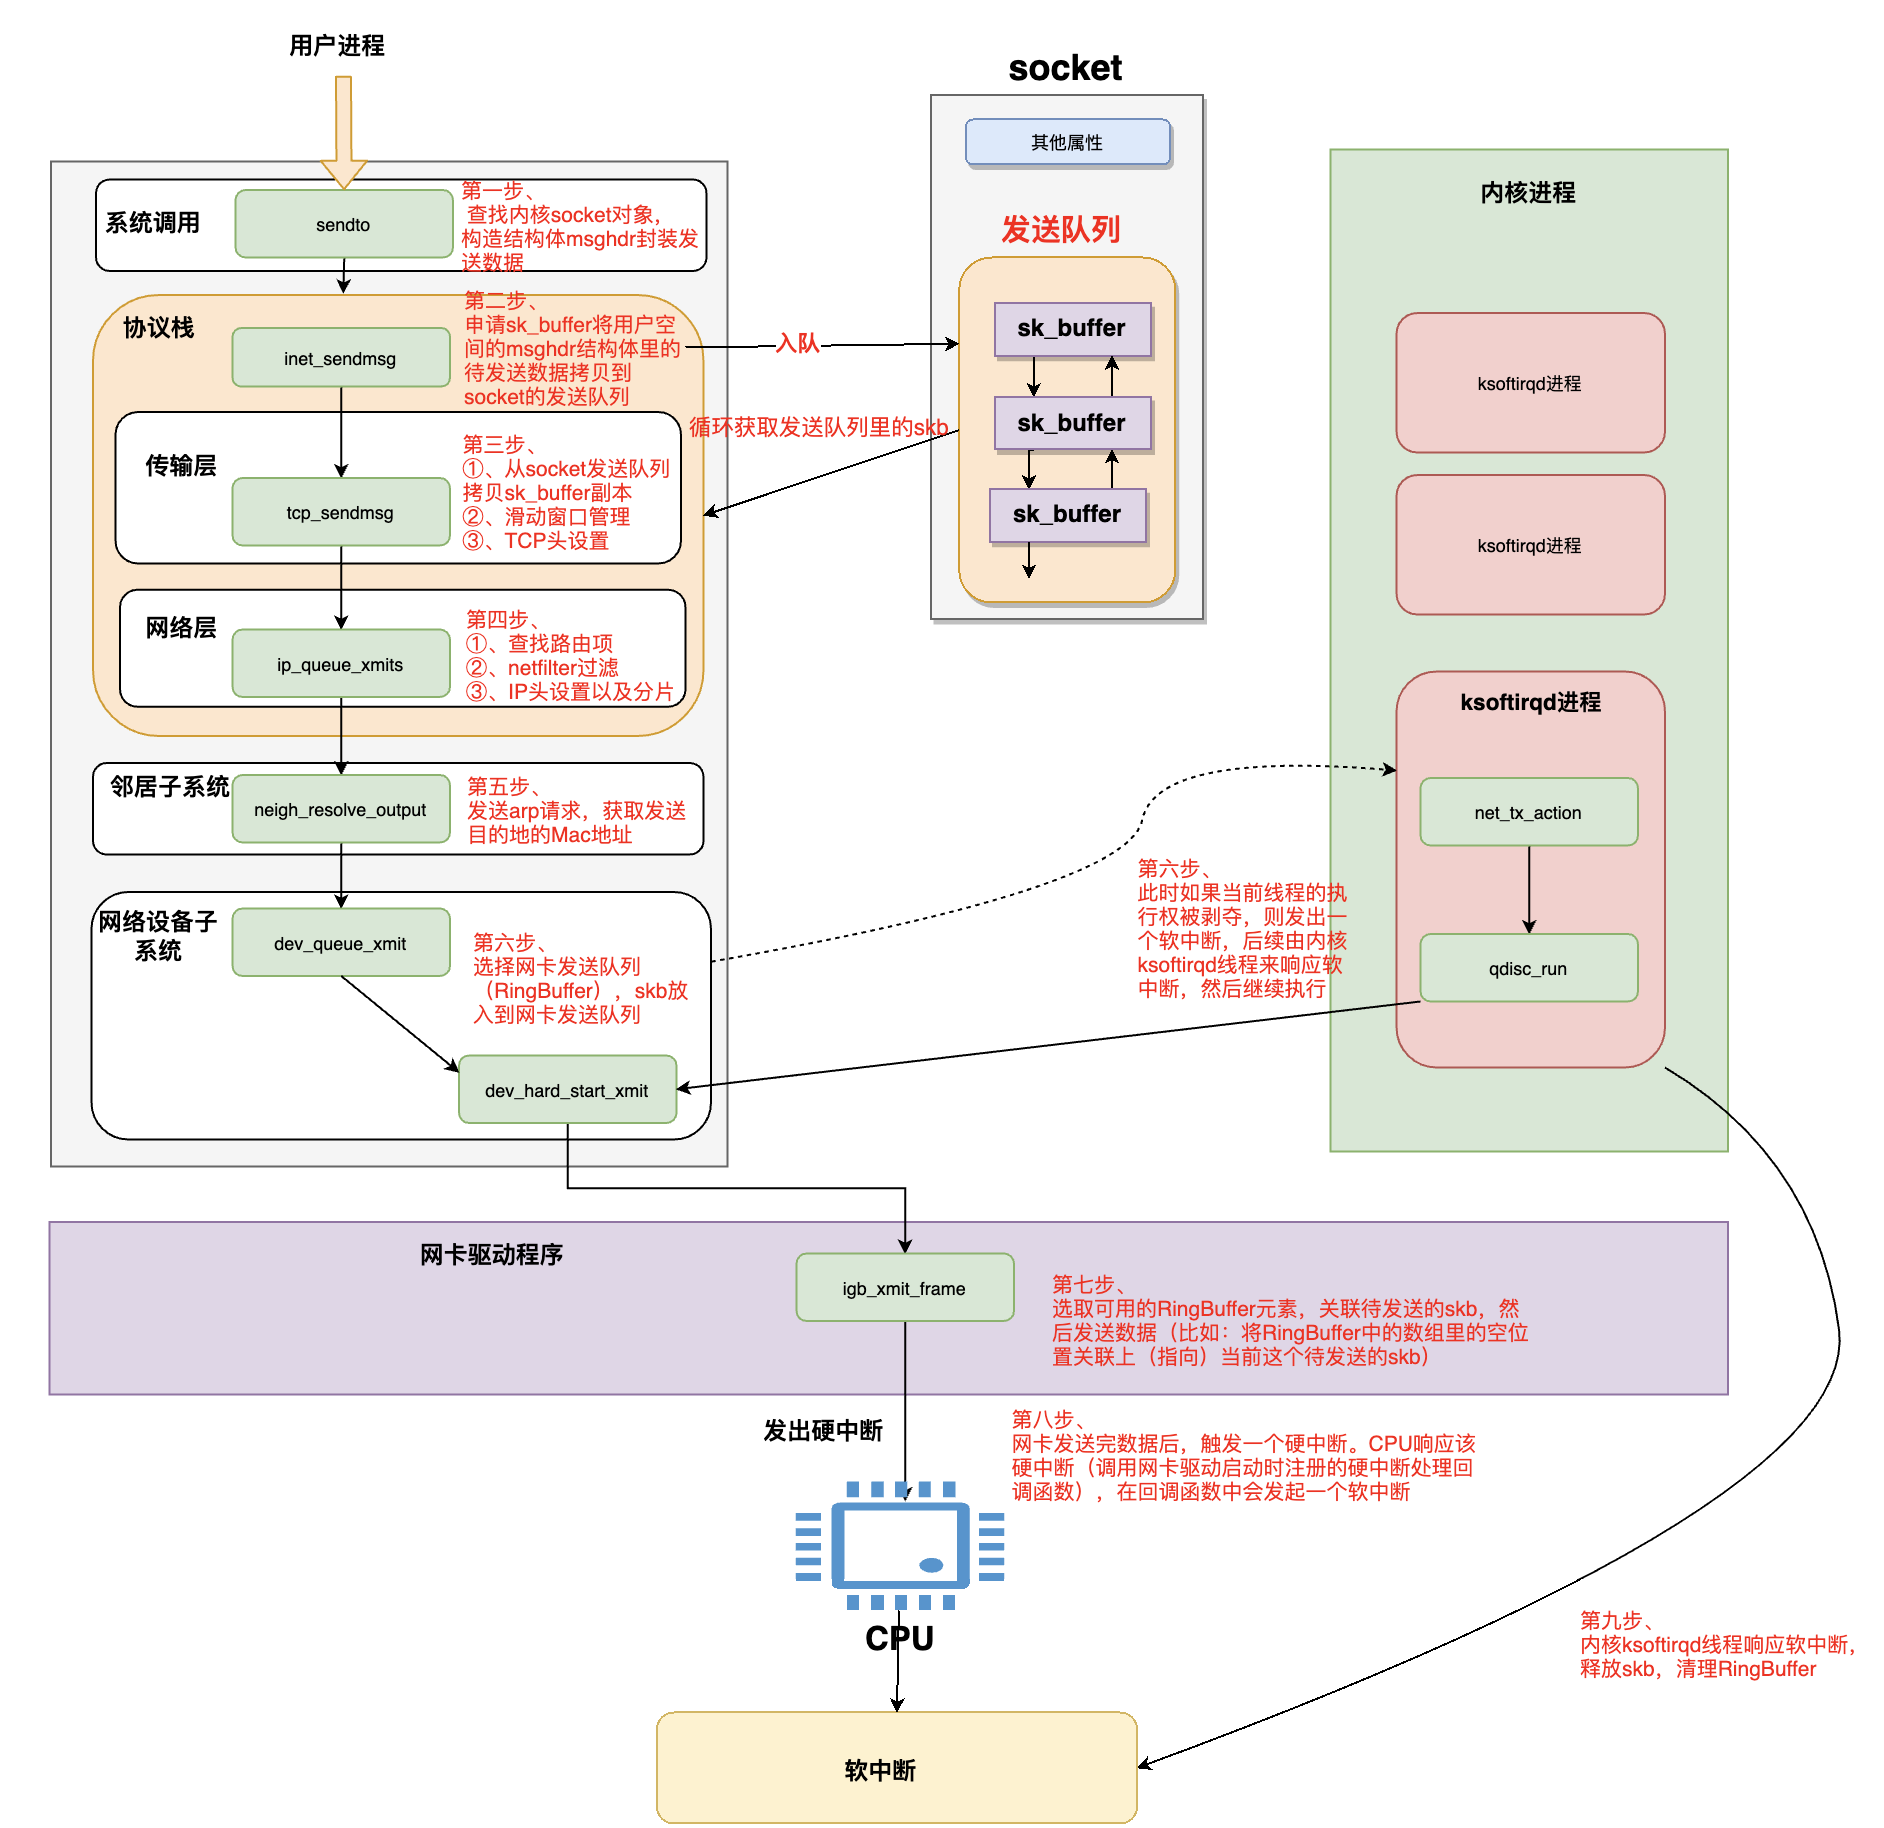 用户进程
系统调用
sendto
第一步、
查找内核socket对象，
构造结构体msghdr封装发
送数据
协议栈
inet_sendmsg
第二步、
申请sk_buffer将用户空
间的msghdr结构体里的
待发送数据拷贝到
socket的发送队列
入队
循环获取发送队列里的skb
传输层
tcp_sendmsg
第三步、
①、从socket发送队列
拷贝sk_buffer副本
②、滑动窗口管理
③、TCP头设置
网络层
ip_queue_xmits
第四步、
①、查找路由项
②、netfilter过滤
③、IP头设置以及分片
邻居子系统
neigh_resolve_output
第五步、
发送arp请求，获取发送
目的地的Mac地址
网络设备子
系统
dev_queue_xmit
第六步、
选择网卡发送队列
（RingBuffer），skb放
入到网卡发送队列
dev_hard_start_xmit
socket
其他属性
发送队列
sk_buffer
sk_buffer
sk_buffer
内核进程
ksoftirqd进程
ksoftirqd进程
ksoftirqd进程
net_tx_action
qdisc_run
第六步、
此时如果当前线程的执
行权被剥夺，则发出一
个软中断，后续由内核
ksoftirqd线程来响应软
中断，然后继续执行
网卡驱动程序
igb_xmit_frame
第七步、
选取可用的RingBuffer元素，关联待发送的skb，然
后发送数据（比如：将RingBuffer中的数组里的空位
置关联上（指向）当前这个待发送的skb）
发出硬中断
第八步、
网卡发送完数据后，触发一个硬中断。CPU响应该
硬中断（调用网卡驱动启动时注册的硬中断处理回
调函数），在回调函数中会发起一个软中断
CPU
第九步、
内核ksoftirqd线程响应软中断，
释放skb，清理RingBuffer
软中断